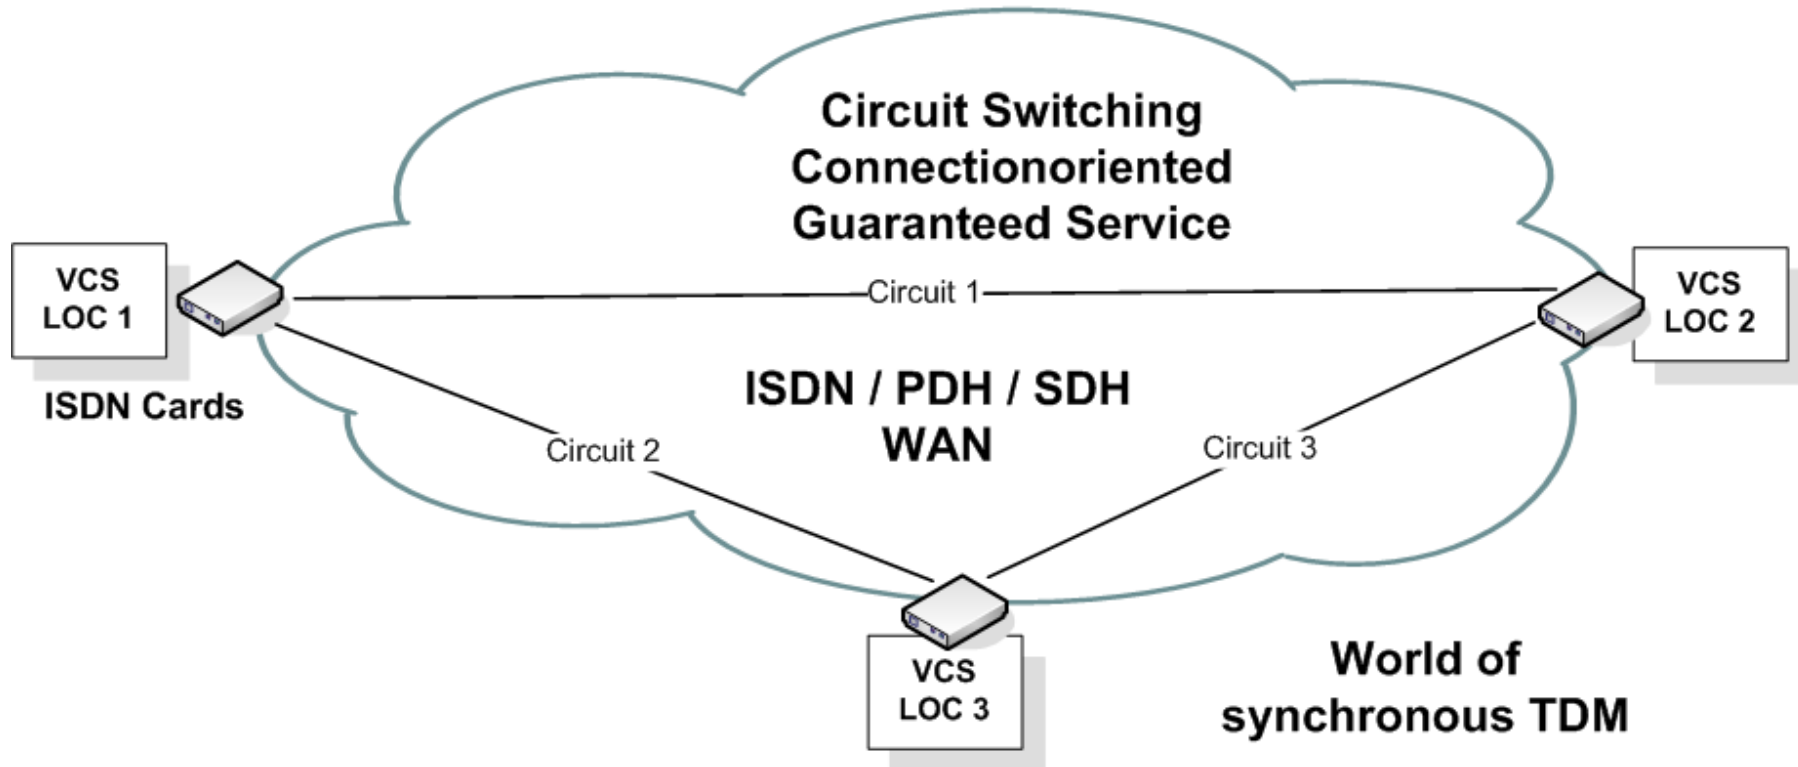 Circuit Switching
Connectionoriented
Guaranteed Service
VCS
LOC 1
ISDN Cards
Circuit 1
VCS
LOC 2
ISDN / PDH / SDH
WAN
Circuit 2
Circuit 3
VCS
LOC 3
World of
synchronous TDM